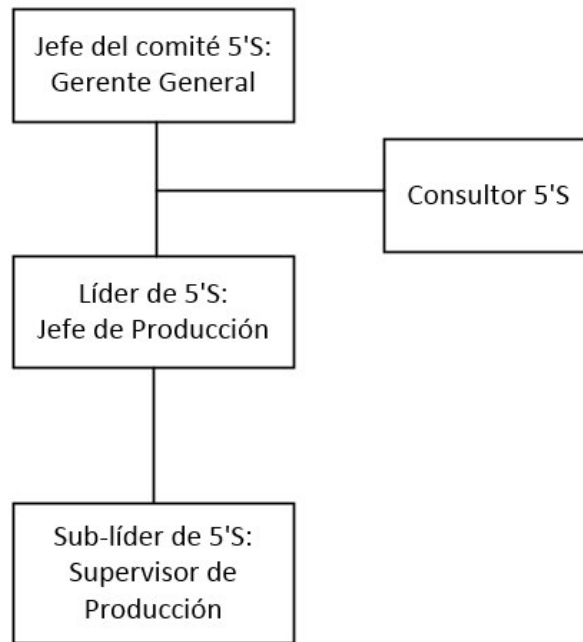 Jefe del comité 5'S:
Gerente General
Consultor 5'S
Líder de 5'S:
Jefe de Producción
Sub-líder de 5'S:
Supervisor de
Producción